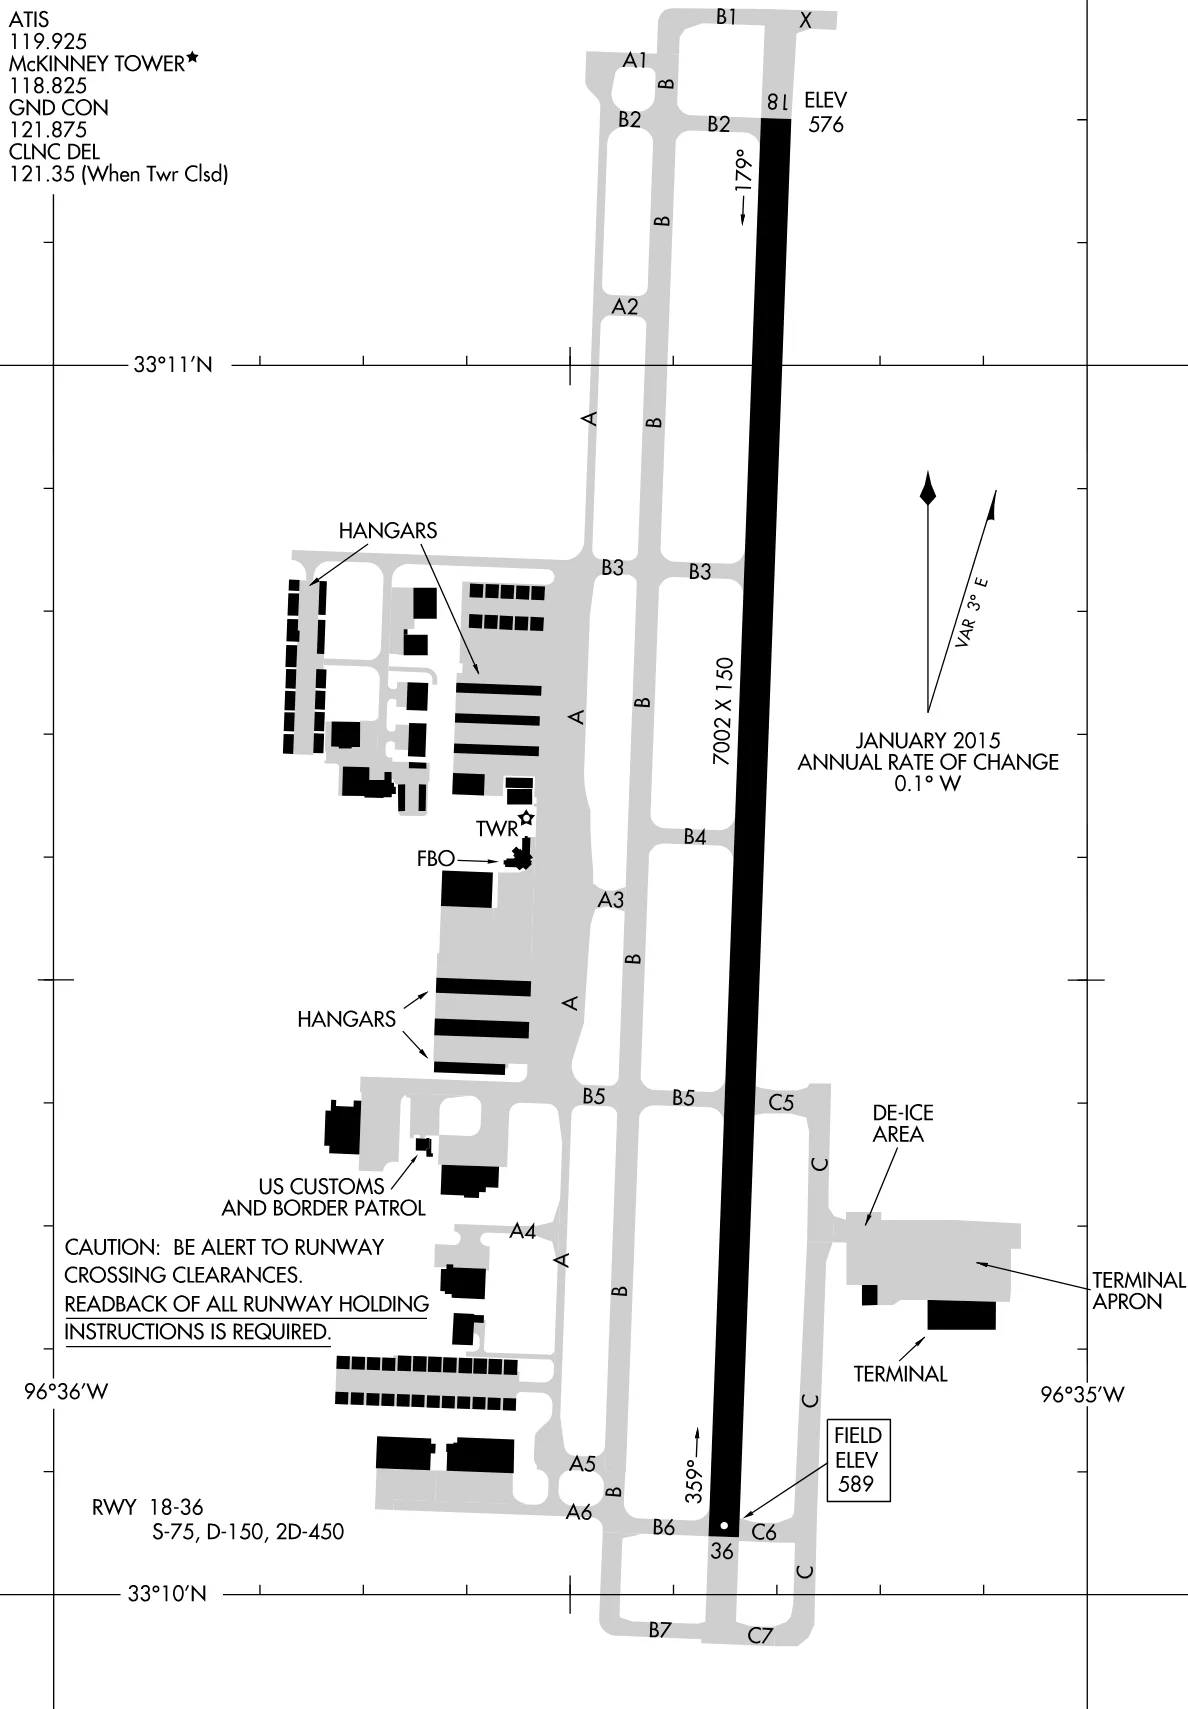 ATIS
119.925
McKINNEY TOWER★
118.825
GND CON
121.875
CLNC DEL
121.35 (When Twr Clsd)
B1
X
A1
B
18
ELEV
576
B2
B2
179°
B
A2
33°11'N
A
B
HANGARS
B3
B3
VAR 3° E
7002 X 150
B
A
JANUARY 2015
ANNUAL RATE OF CHANGE
0.1° W
TWR
B4
FBO
A3
B
A
HANGARS
B5
B5
C5
DE-ICE
AREA
C
US CUSTOMS
AND BORDER PATROL
A4
CAUTION: BE ALERT TO RUNWAY
CROSSING CLEARANCES.
READBACK OF ALL RUNWAY HOLDING
INSTRUCTIONS IS REQUIRED.
A
B
TERMINAL
APRON
TERMINAL
96°36'W
96°35'W
C
FIELD
ELEV
589
A5
359°
B
RWY 18-36
S-75, D-150, 2D-450
A6
B6
C6
36
C
33°10'N
B7
C7